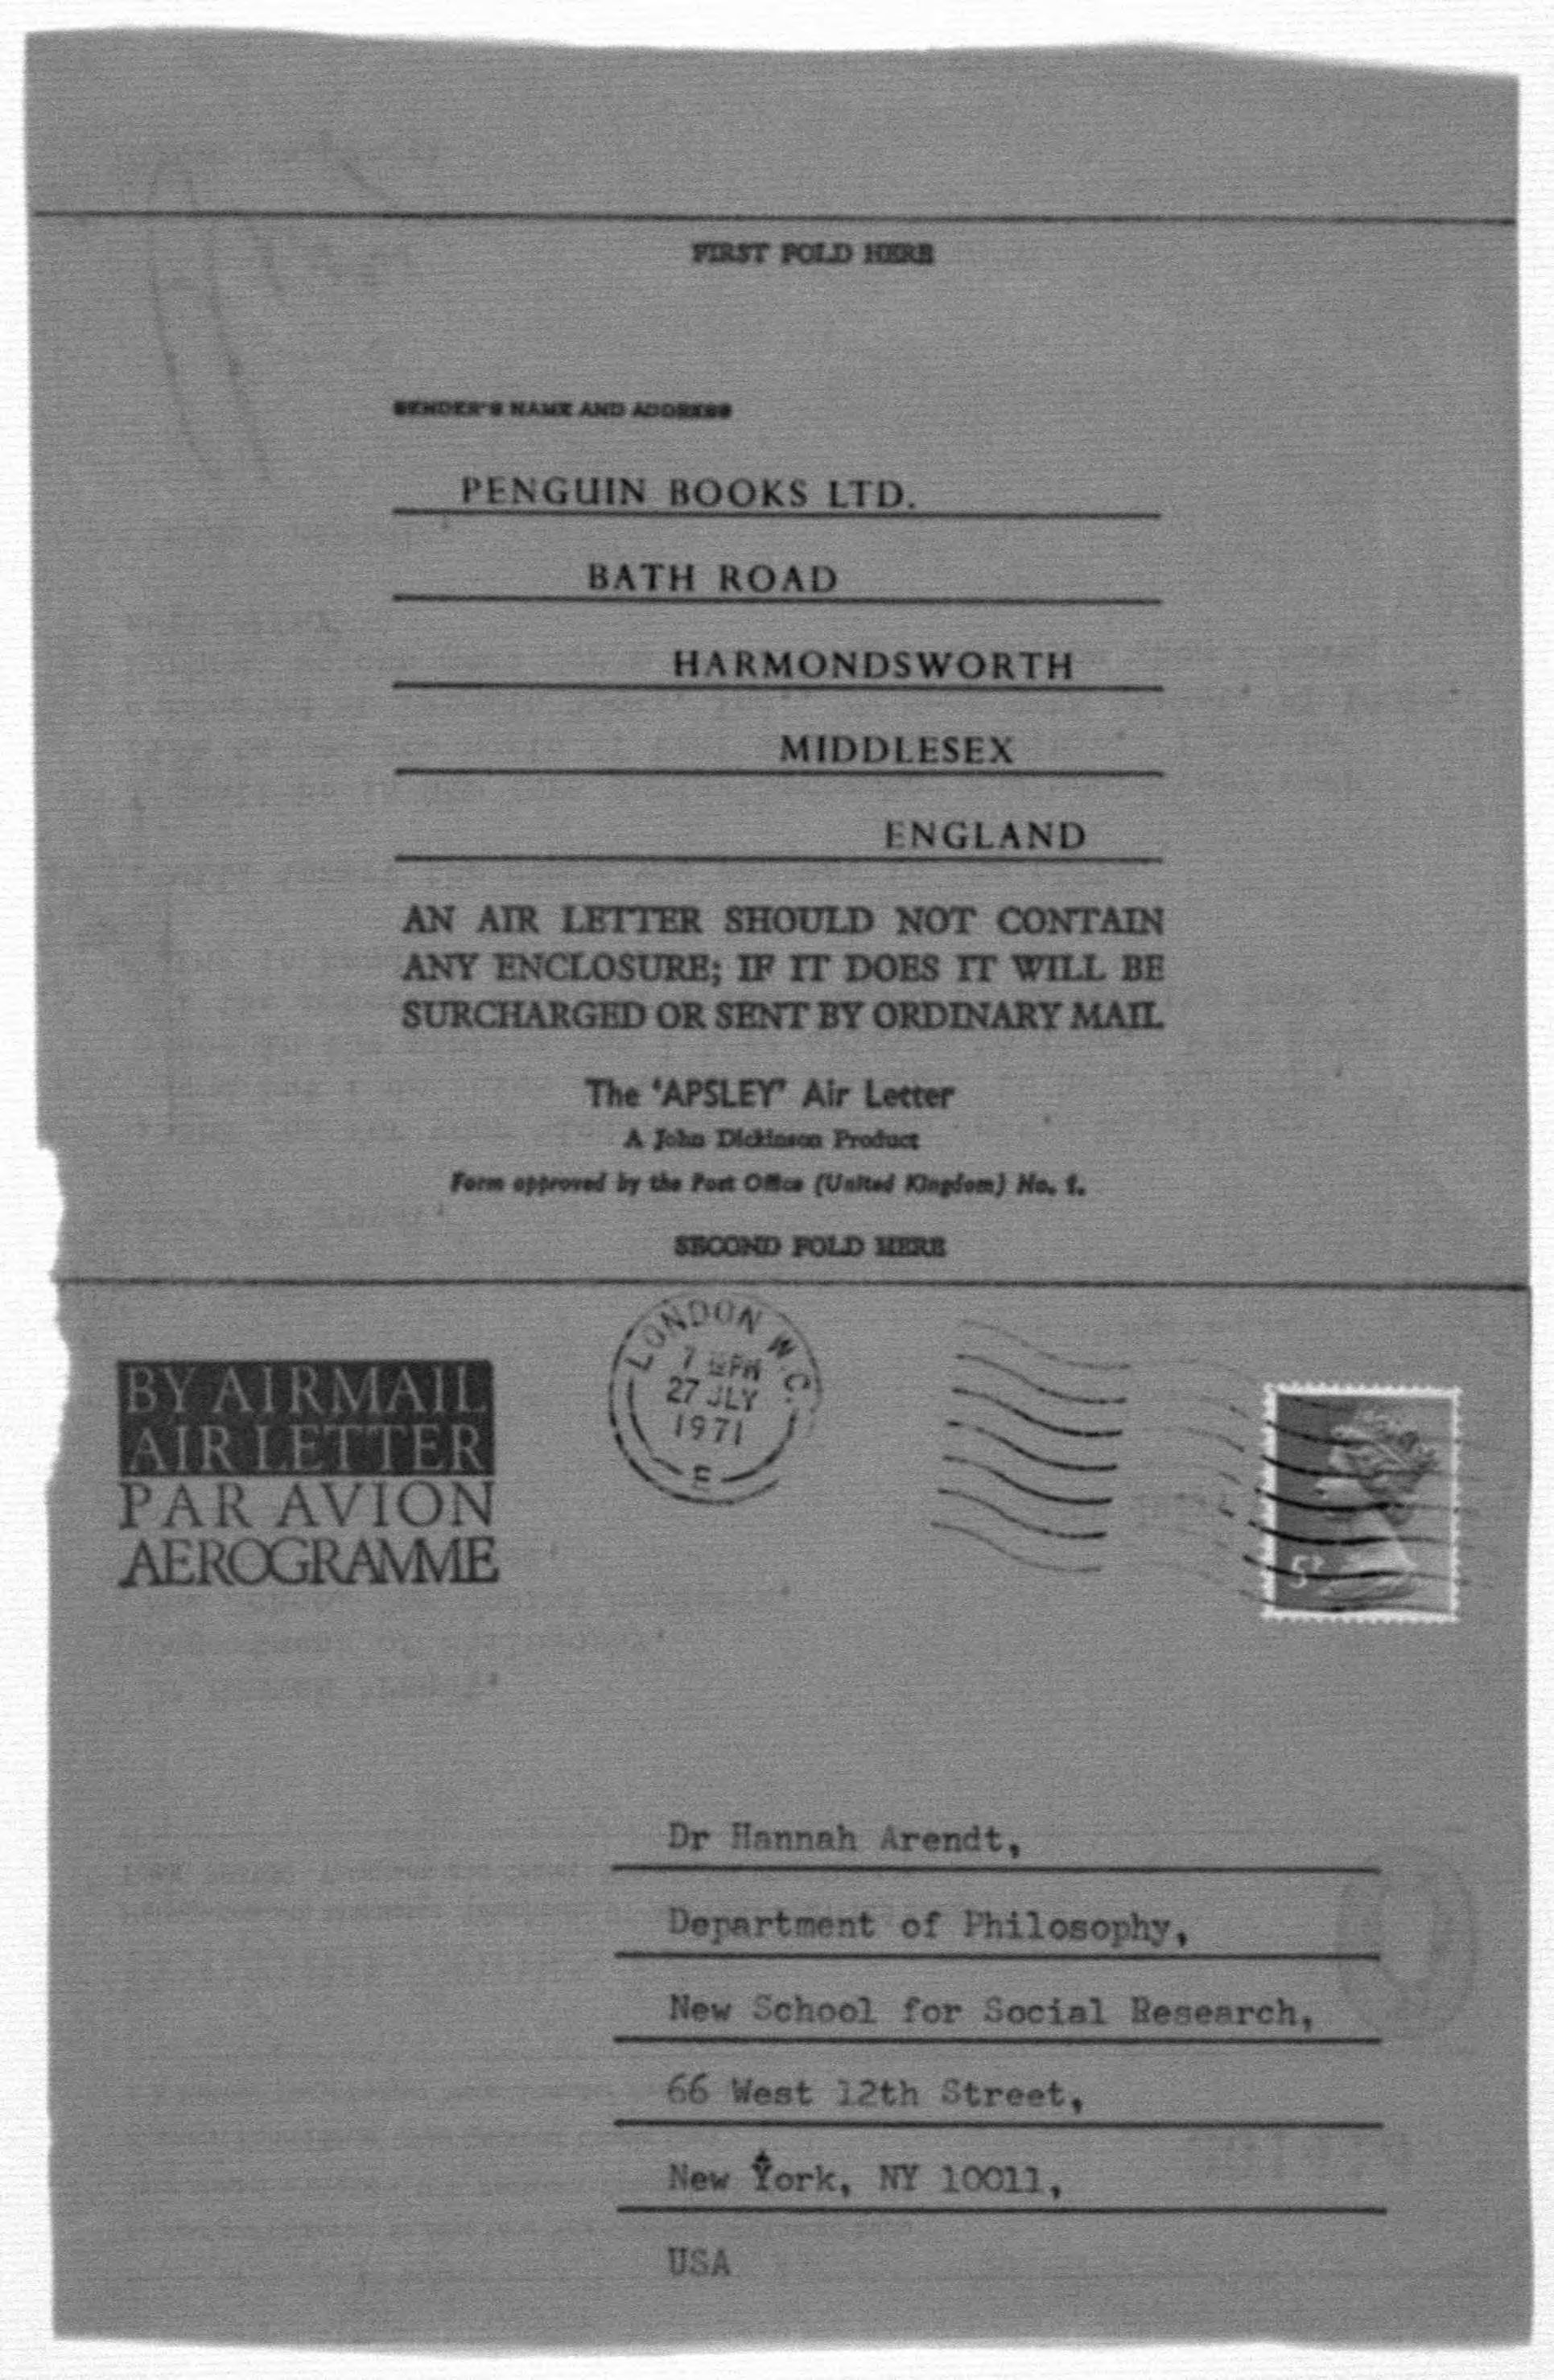 FIRST FOLD HERE
SENDER'S NAME AND ADDRESS
PENGUIN BOOKS LTD.
BATH ROAD
HARMONDSWORTH
MIDDLESEX
ENGLAND
AN AIR LETTER SHOULD NOT CONTAIN
ANY ENCLOSURE; IF IT DOES IT WILL BE
SURCHARGED OR SENT BY ORDINARY MAIL
The 'APSLEY' Air Letter
A John Dickinson Product
Form approved by the Post Office (United Kingdom) No. 1.
SECOND FOLD HERE
BY AIRMAIL
AIR LETTER
PAR AVION
AEROGRAMME
LONDON W.C.
7 PM
27 JLY
1971
E
5P
Dr Hannah Arendt,
Department of Philosophy,
New School for Social Research,
66 West 12th Street,
New York, NY 10011,
USA